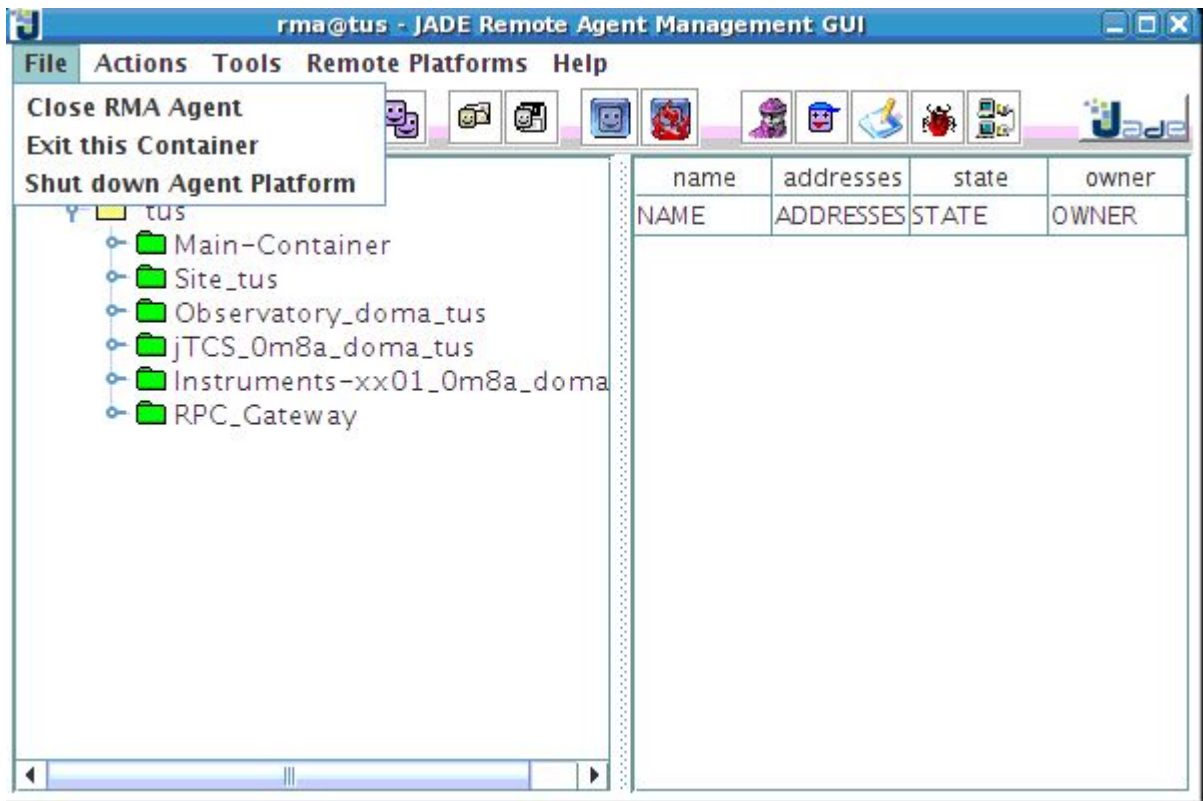 rma@tus - JADE Remote Agent Management GUI
File Actions Tools Remote Platforms Help
Close RMA Agent
Exit this Container
Shut down Agent Platform
Jade
name addresses state owner
NAME ADDRESSES STATE OWNER
tus
Main-Container
Site_tus
Observatory_doma_tus
jTCS_0m8a_doma_tus
Instruments-xx01_0m8a_doma
RPC_Gateway